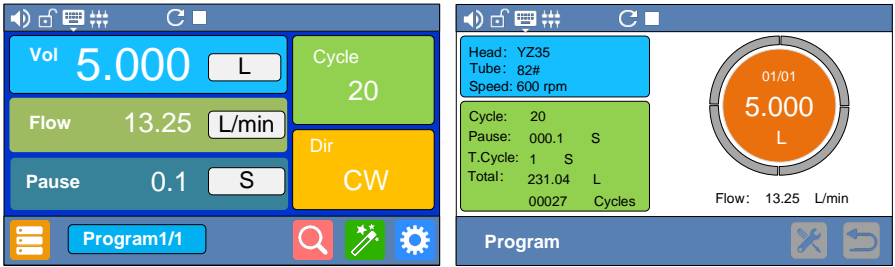 Vol 5.000 L
Cycle
20
Flow 13.25 L/min
Dir
CW
Pause 0.1 S
Program1/1
Head: YZ35
Tube: 82#
Speed: 600 rpm
Cycle: 20
Pause: 000.1 S
T.Cycle: 1 S
Total: 231.04 L
00027 Cycles
01/01
5.000
L
Flow: 13.25 L/min
Program